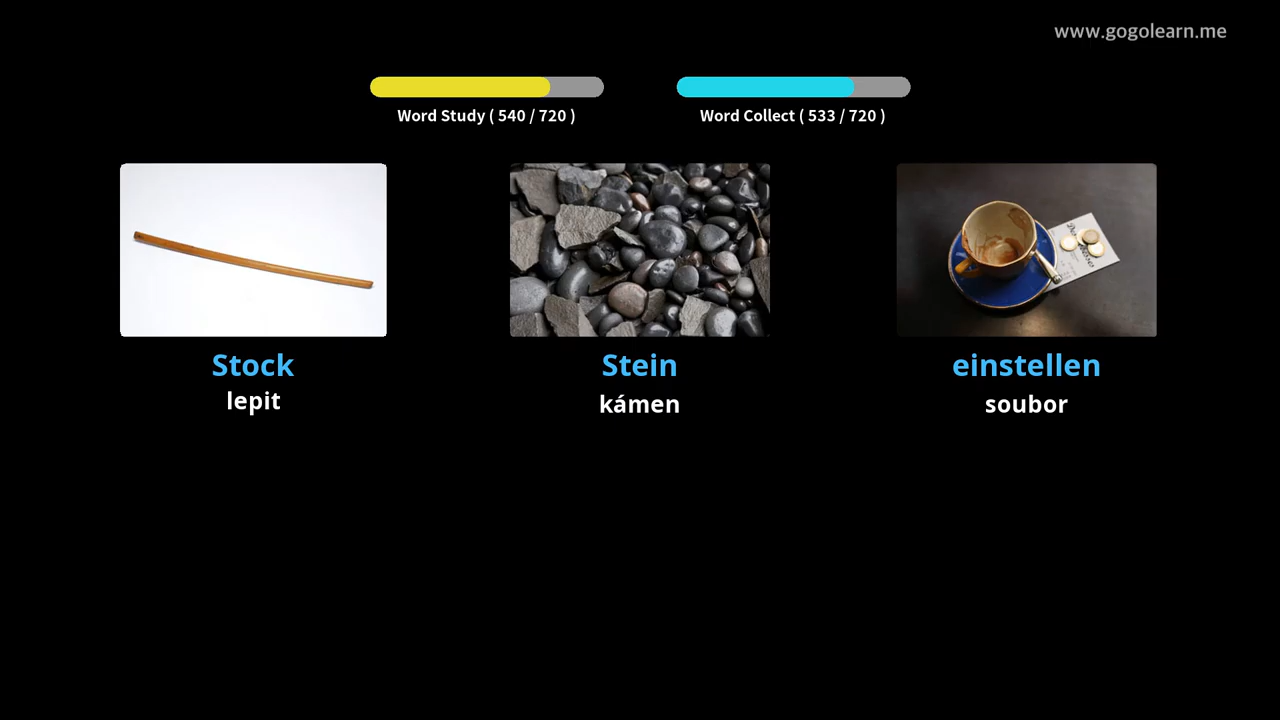 www.gogolearn.me
Word Study ( 540 / 720 )
Word Collect ( 533 / 720 )
Stock
lepit
Stein
kámen
einstellen
soubor